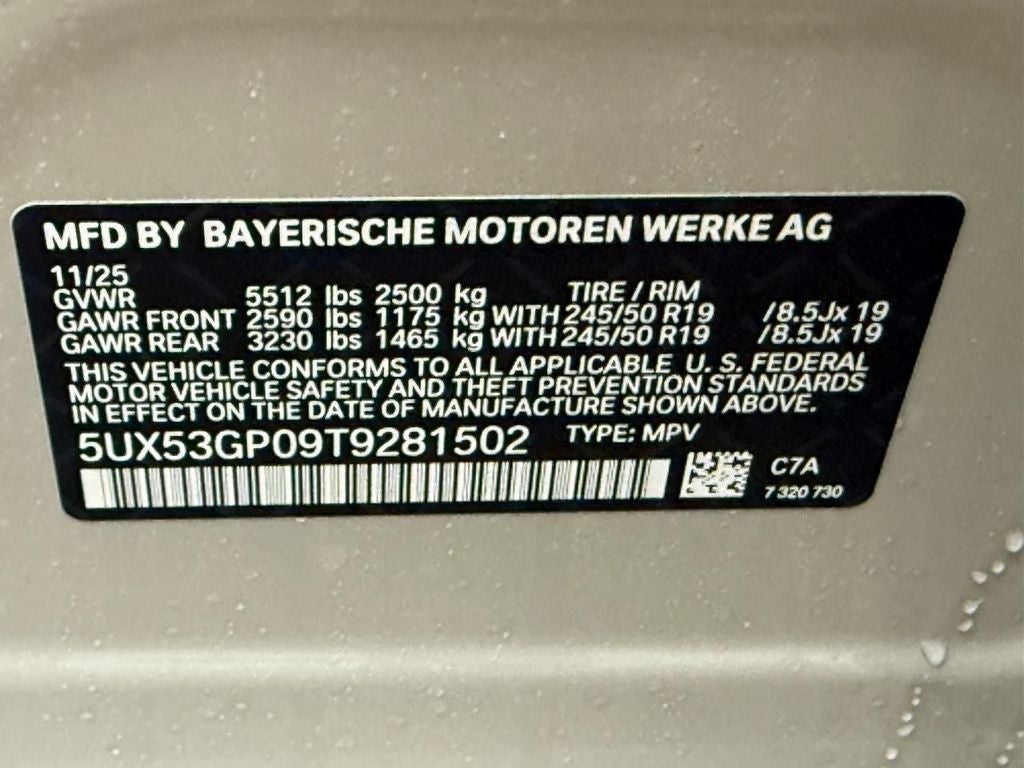 MFD BY BAYERISCHE MOTOREN WERKE AG
11/25
GVWR 5512 lbs 2500 kg TIRE / RIM
GAWR FRONT 2590 lbs 1175 kg WITH 245/50 R19 /8.5Jx 19
GAWR REAR 3230 lbs 1465 kg WITH 245/50 R19 /8.5Jx 19
THIS VEHICLE CONFORMS TO ALL APPLICABLE U. S. FEDERAL
MOTOR VEHICLE SAFETY AND THEFT PREVENTION STANDARDS
IN EFFECT ON THE DATE OF MANUFACTURE SHOWN ABOVE.
5UX53GP09T9281502 TYPE: MPV
C7A
7 320 730